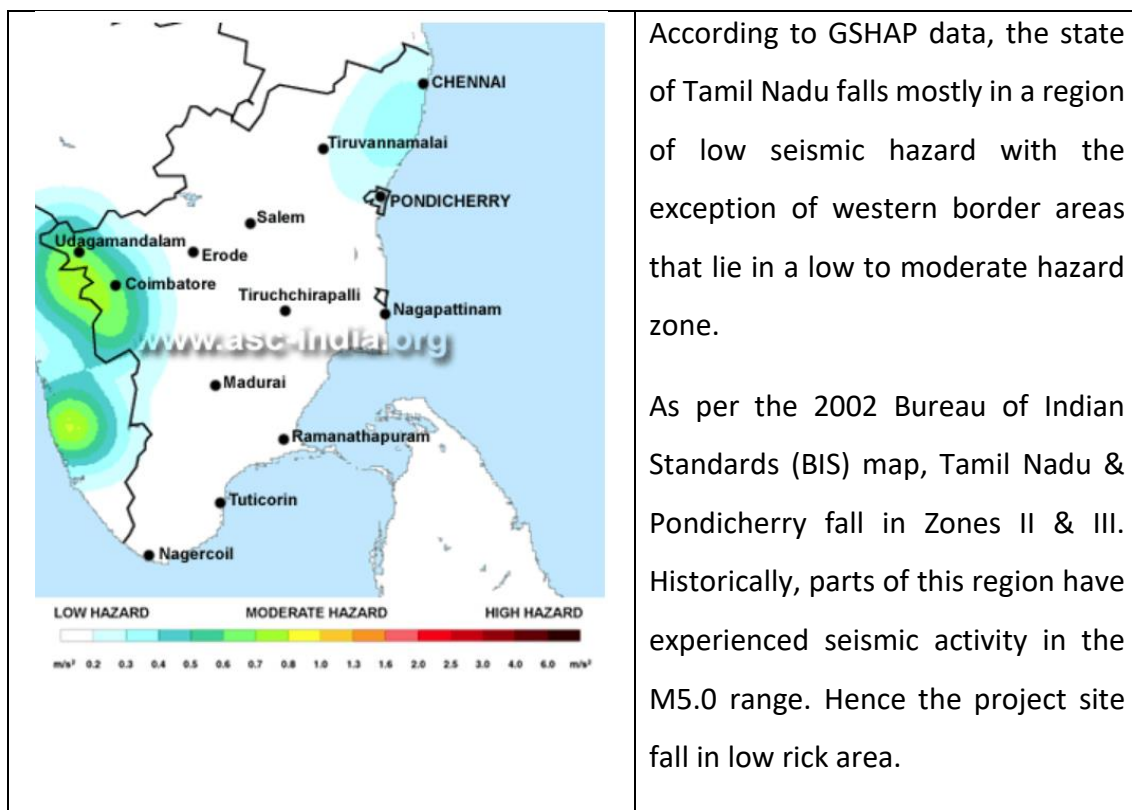 CHENNAI
Tiruvannamalai
PONDICHERRY
Salem
Udagamandalam
Erode
Coimbatore
Tiruchchirapalli
Nagapattinam
www.asc-india.org
Madurai
Ramanathapuram
Tuticorin
Nagercoil
LOW HAZARD MODERATE HAZARD HIGH HAZARD
m/s² 0.2 0.3 0.4 0.5 0.6 0.7 0.8 1.0 1.3 1.6 2.0 2.5 3.0 4.0 6.0 m/s²
According to GSHAP data, the state
of Tamil Nadu falls mostly in a region
of low seismic hazard with the
exception of western border areas
that lie in a low to moderate hazard
zone.
As per the 2002 Bureau of Indian
Standards (BIS) map, Tamil Nadu &
Pondicherry fall in Zones II & III.
Historically, parts of this region have
experienced seismic activity in the
M5.0 range. Hence the project site
fall in low rick area.